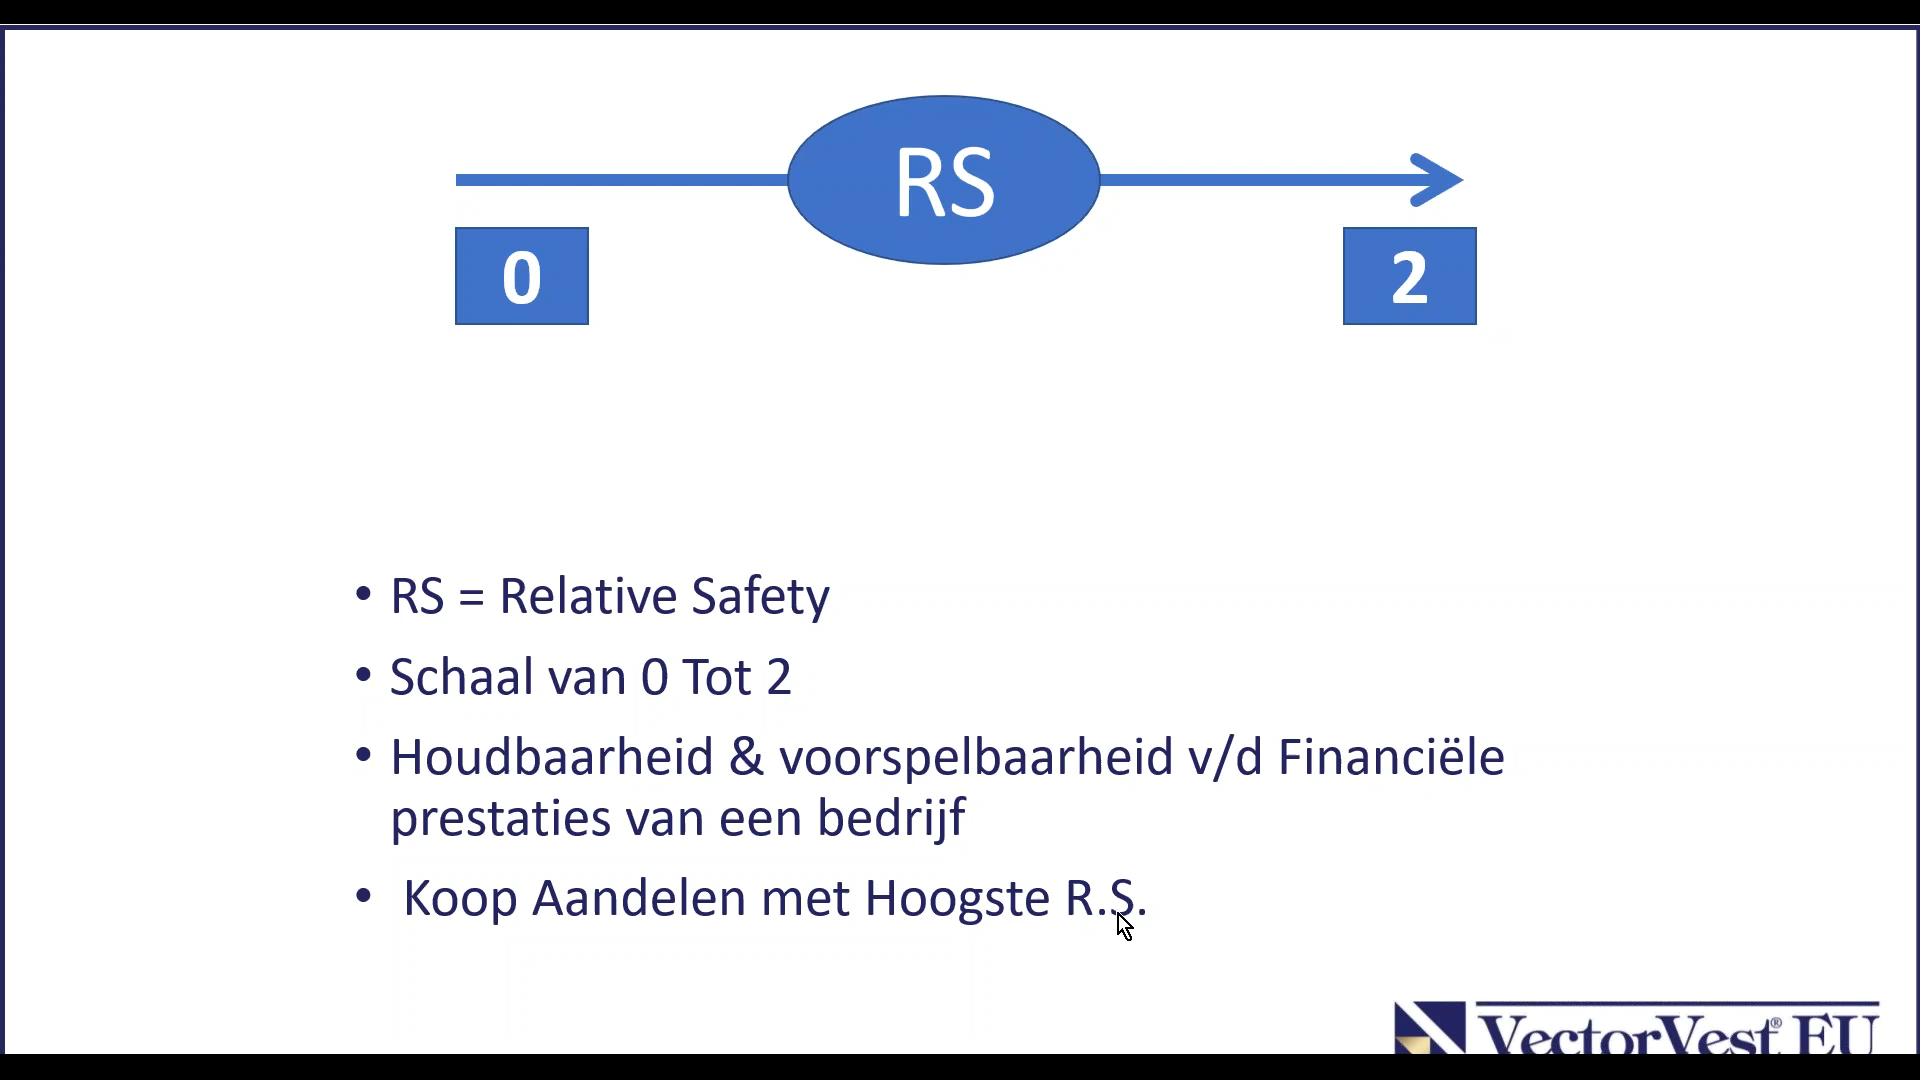 RS
0
2
• RS = Relative Safety
• Schaal van 0 Tot 2
• Houdbaarheid & voorspelbaarheid v/d Financiële
prestaties van een bedrijf
• Koop Aandelen met Hoogste R.S.
VectorVest® EU